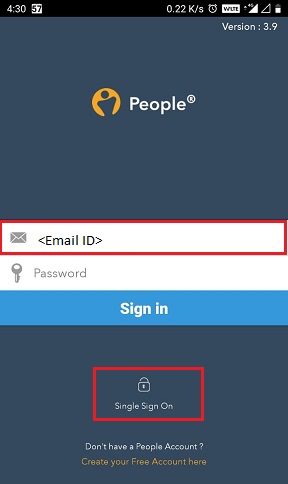 4:30 57 0.22 K/s VoLTE
Version : 3.9
People®
<Email ID>
Password
Sign in
Single Sign On
Don't have a People Account ?
Create your Free Account here